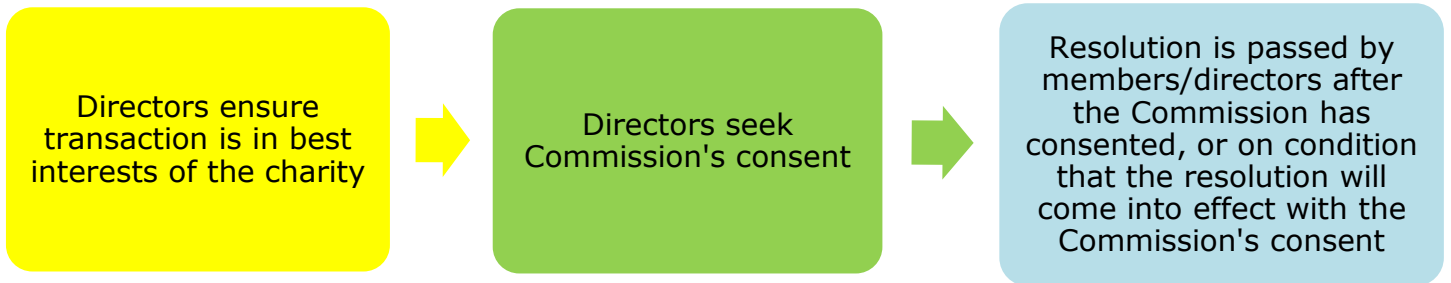 Directors ensure
transaction is in best
interests of the charity
Directors seek
Commission's consent
Resolution is passed by
members/directors after
the Commission has
consented, or on condition
that the resolution will
come into effect with the
Commission's consent